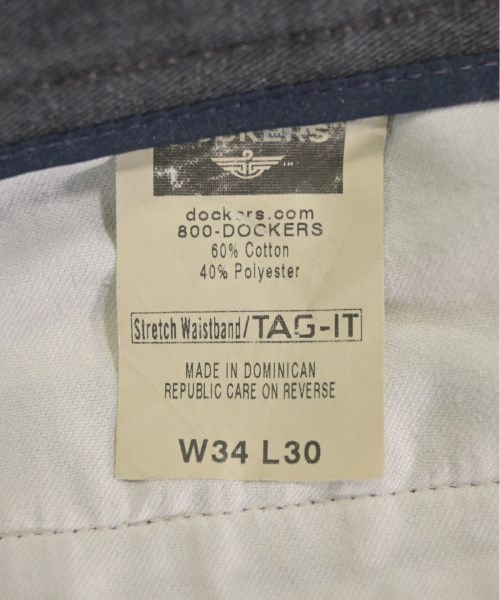 DOCKERS
dockers.com
800-DOCKERS
60% Cotton
40% Polyester
Stretch Waistband/TAG-IT
MADE IN DOMINICAN
REPUBLIC CARE ON REVERSE
W34 L30